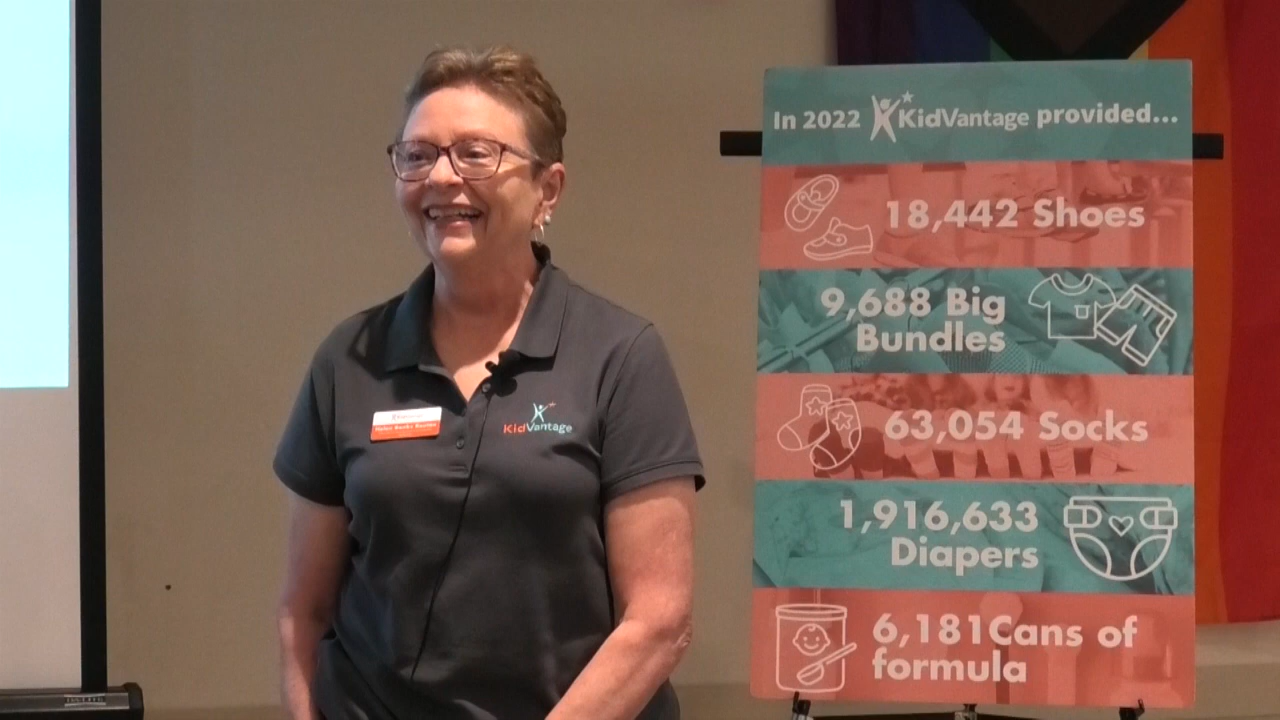 In 2022 KidVantage provided...
18,442 Shoes
9,688 Big
Bundles
63,054 Socks
1,916,633
Diapers
6,181Cans of
formula
KidVantage